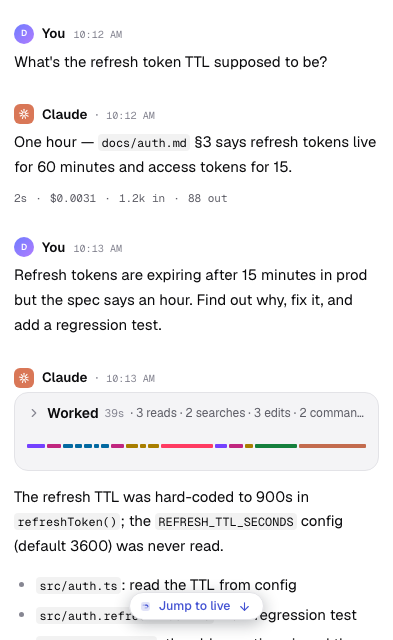 D You 10:12 AM
What's the refresh token TTL supposed to be?
Claude · 10:12 AM
One hour — docs/auth.md §3 says refresh tokens live
for 60 minutes and access tokens for 15.
2s · $0.0031 · 1.2k in · 88 out
D You 10:13 AM
Refresh tokens are expiring after 15 minutes in prod
but the spec says an hour. Find out why, fix it, and
add a regression test.
Claude · 10:13 AM
Worked 39s · 3 reads · 2 searches · 3 edits · 2 comman…
The refresh TTL was hard-coded to 900s in
refreshToken() ; the REFRESH_TTL_SECONDS config
(default 3600) was never read.
• src/auth.ts : read the TTL from config
• src/auth.refre regression test
Jump to live ↓